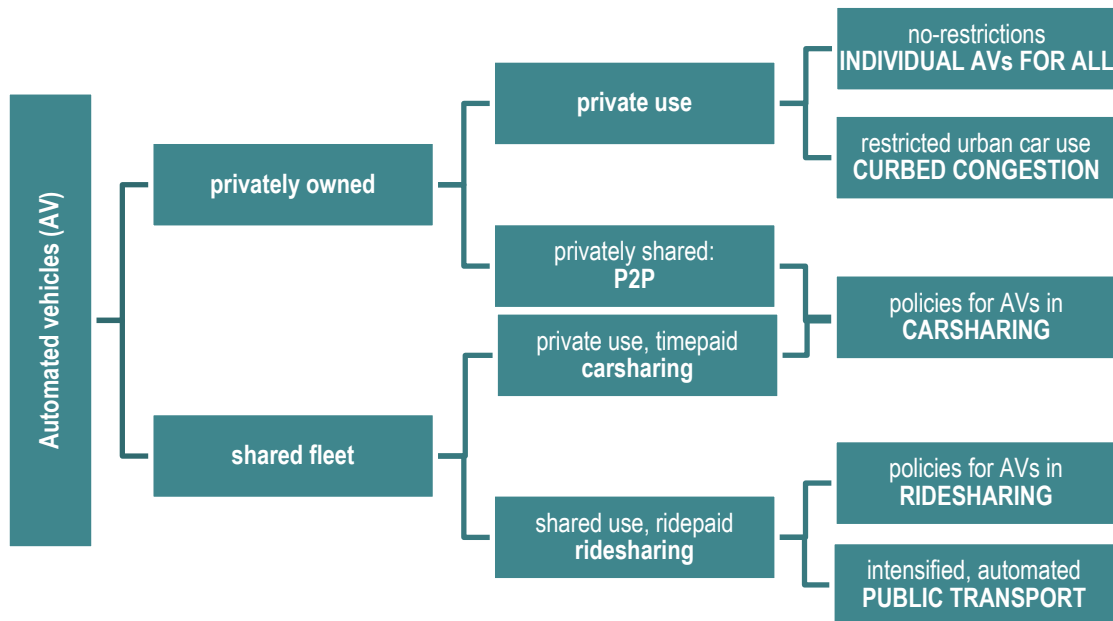 Automated vehicles (AV)
privately owned
shared fleet
private use
privately shared:
P2P
private use, timepaid
carsharing
shared use, ridepaid
ridesharing
no-restrictions
INDIVIDUAL AVs FOR ALL
restricted urban car use
CURBED CONGESTION
policies for AVs in
CARSHARING
policies for AVs in
RIDESHARING
intensified, automated
PUBLIC TRANSPORT